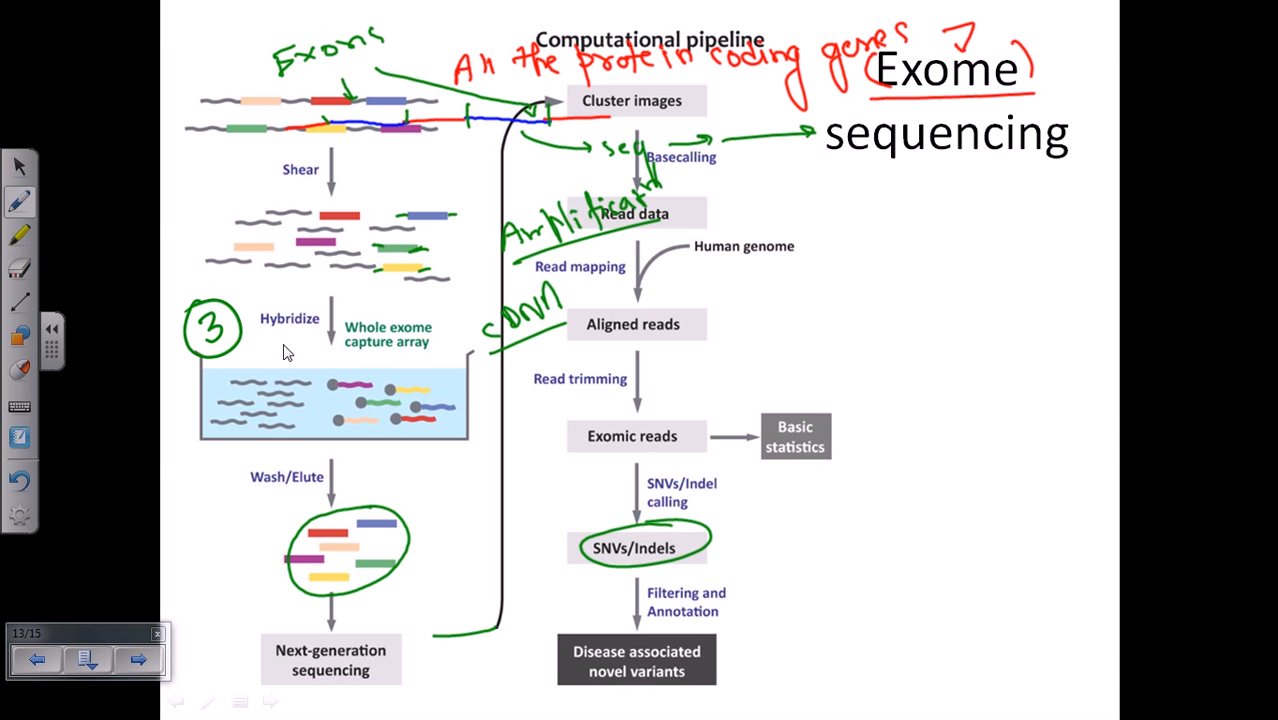 Computational pipeline
Exons
All the protein coding genes
(Exome)
sequencing
Cluster images
seq
Basecalling
Shear
Amplification
Read data
Human genome
Read mapping
3
Hybridize
Whole exome
capture array
cDNA
Aligned reads
Read trimming
Exomic reads
Basic
statistics
Wash/Elute
SNVs/Indel
calling
SNVs/Indels
Filtering and
Annotation
Next-generation
sequencing
Disease associated
novel variants
13/15